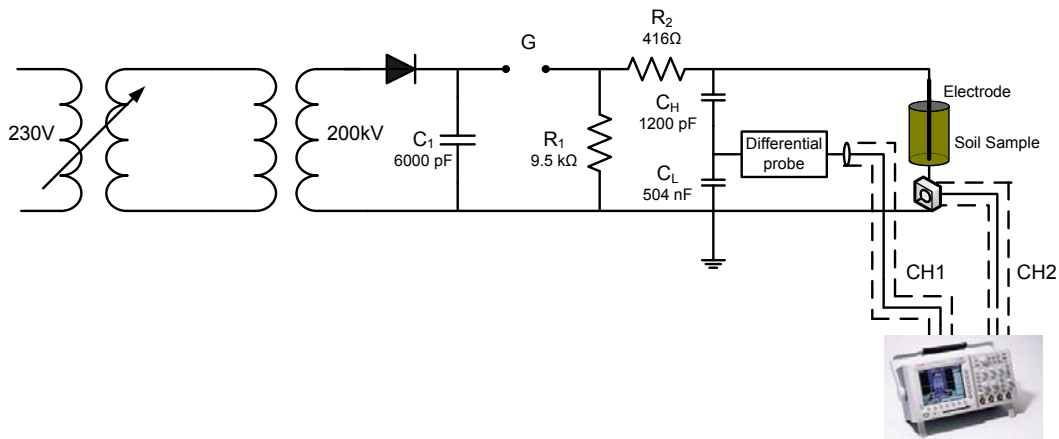 230V
200kV
C1
6000 pF
G
R1
9.5 kΩ
R2
416Ω
CH
1200 pF
CL
504 nF
Differential
probe
Electrode
Soil Sample
CH1
CH2